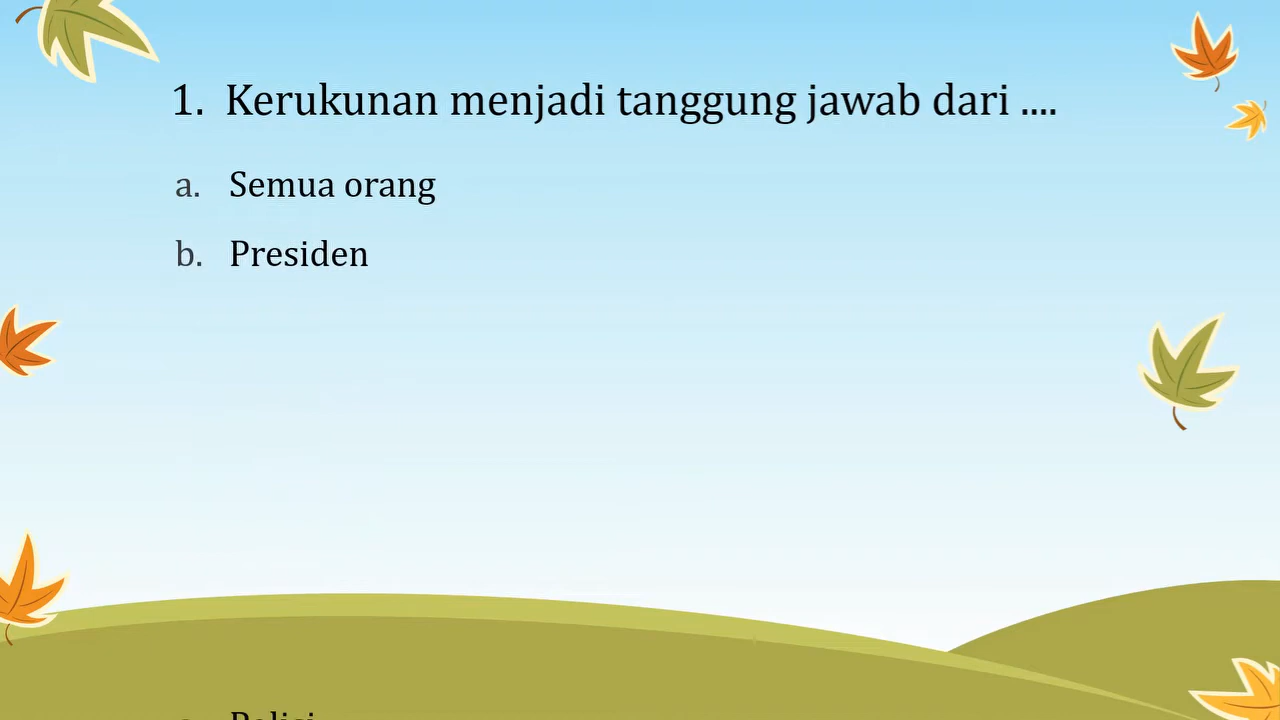 1. Kerukunan menjadi tanggung jawab dari ....
a. Semua orang
b. Presiden